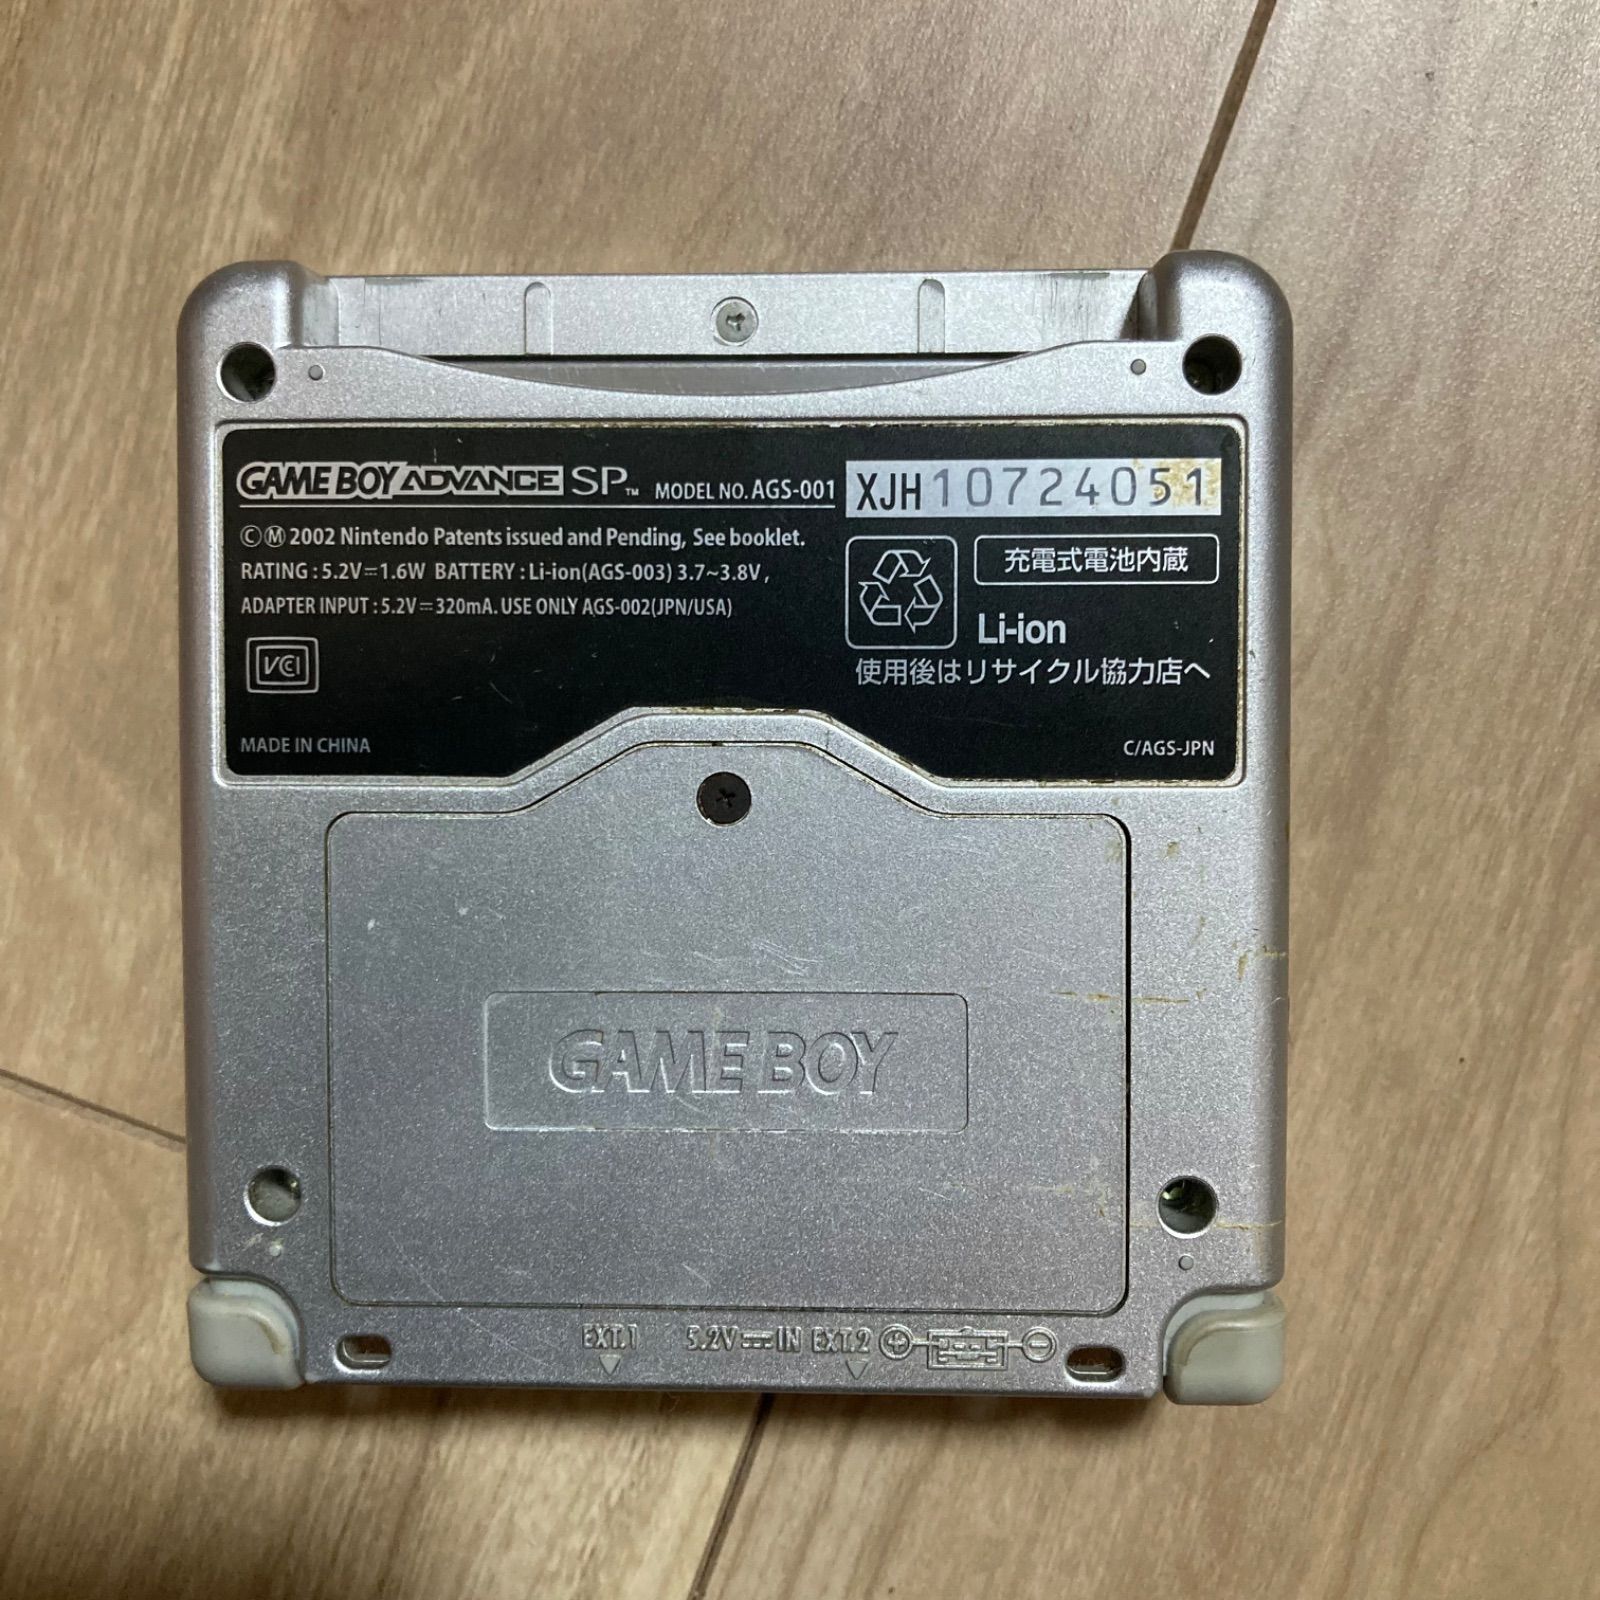 GAME BOY ADVANCE SP™ MODEL NO. AGS-001
XJH10724051
ⒸⓂ 2002 Nintendo Patents issued and Pending, See booklet.
RATING : 5.2V⎓1.6W BATTERY : Li-ion(AGS-003) 3.7~3.8V ,
ADAPTER INPUT : 5.2V⎓320mA. USE ONLY AGS-002(JPN/USA)
充電式電池内蔵
Li-ion
使用後はリサイクル協力店へ
VCCI
MADE IN CHINA
C/AGS-JPN
GAME BOY
EXT.1 5.2V⎓IN EXT.2